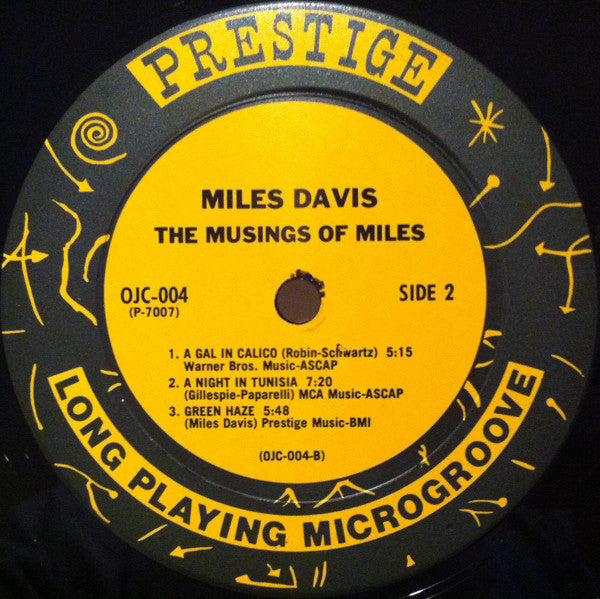 PRESTIGE
MILES DAVIS
THE MUSINGS OF MILES
OJC-004
(P-7007)
SIDE 2
1. A GAL IN CALICO (Robin-Schwartz) 5:15
Warner Bros. Music-ASCAP
2. A NIGHT IN TUNISIA 7:20
(Gillespie-Paparelli) MCA Music-ASCAP
3. GREEN HAZE 5:48
(Miles Davis) Prestige Music-BMI
(OJC-004-B)
LONG PLAYING MICROGROOVE